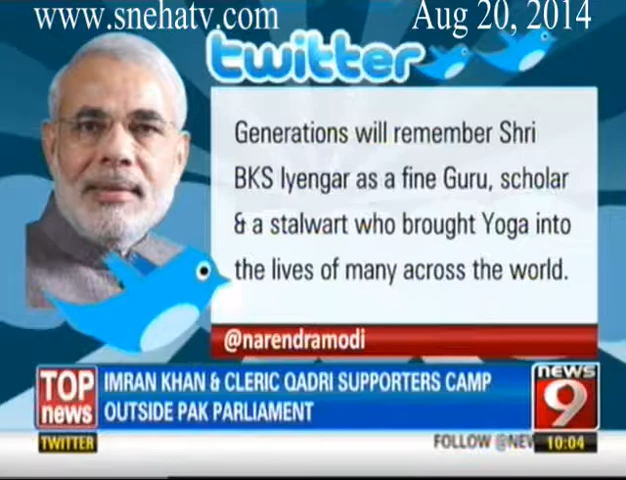 www.snehatv.com
Aug 20, 2014
twitter
Generations will remember Shri
BKS Iyengar as a fine Guru, scholar
& a stalwart who brought Yoga into
the lives of many across the world.
@narendramodi
TOP
news
IMRAN KHAN & CLERIC QADRI SUPPORTERS CAMP
OUTSIDE PAK PARLIAMENT
NEWS
9
TWITTER
FOLLOW @NEW
10:04